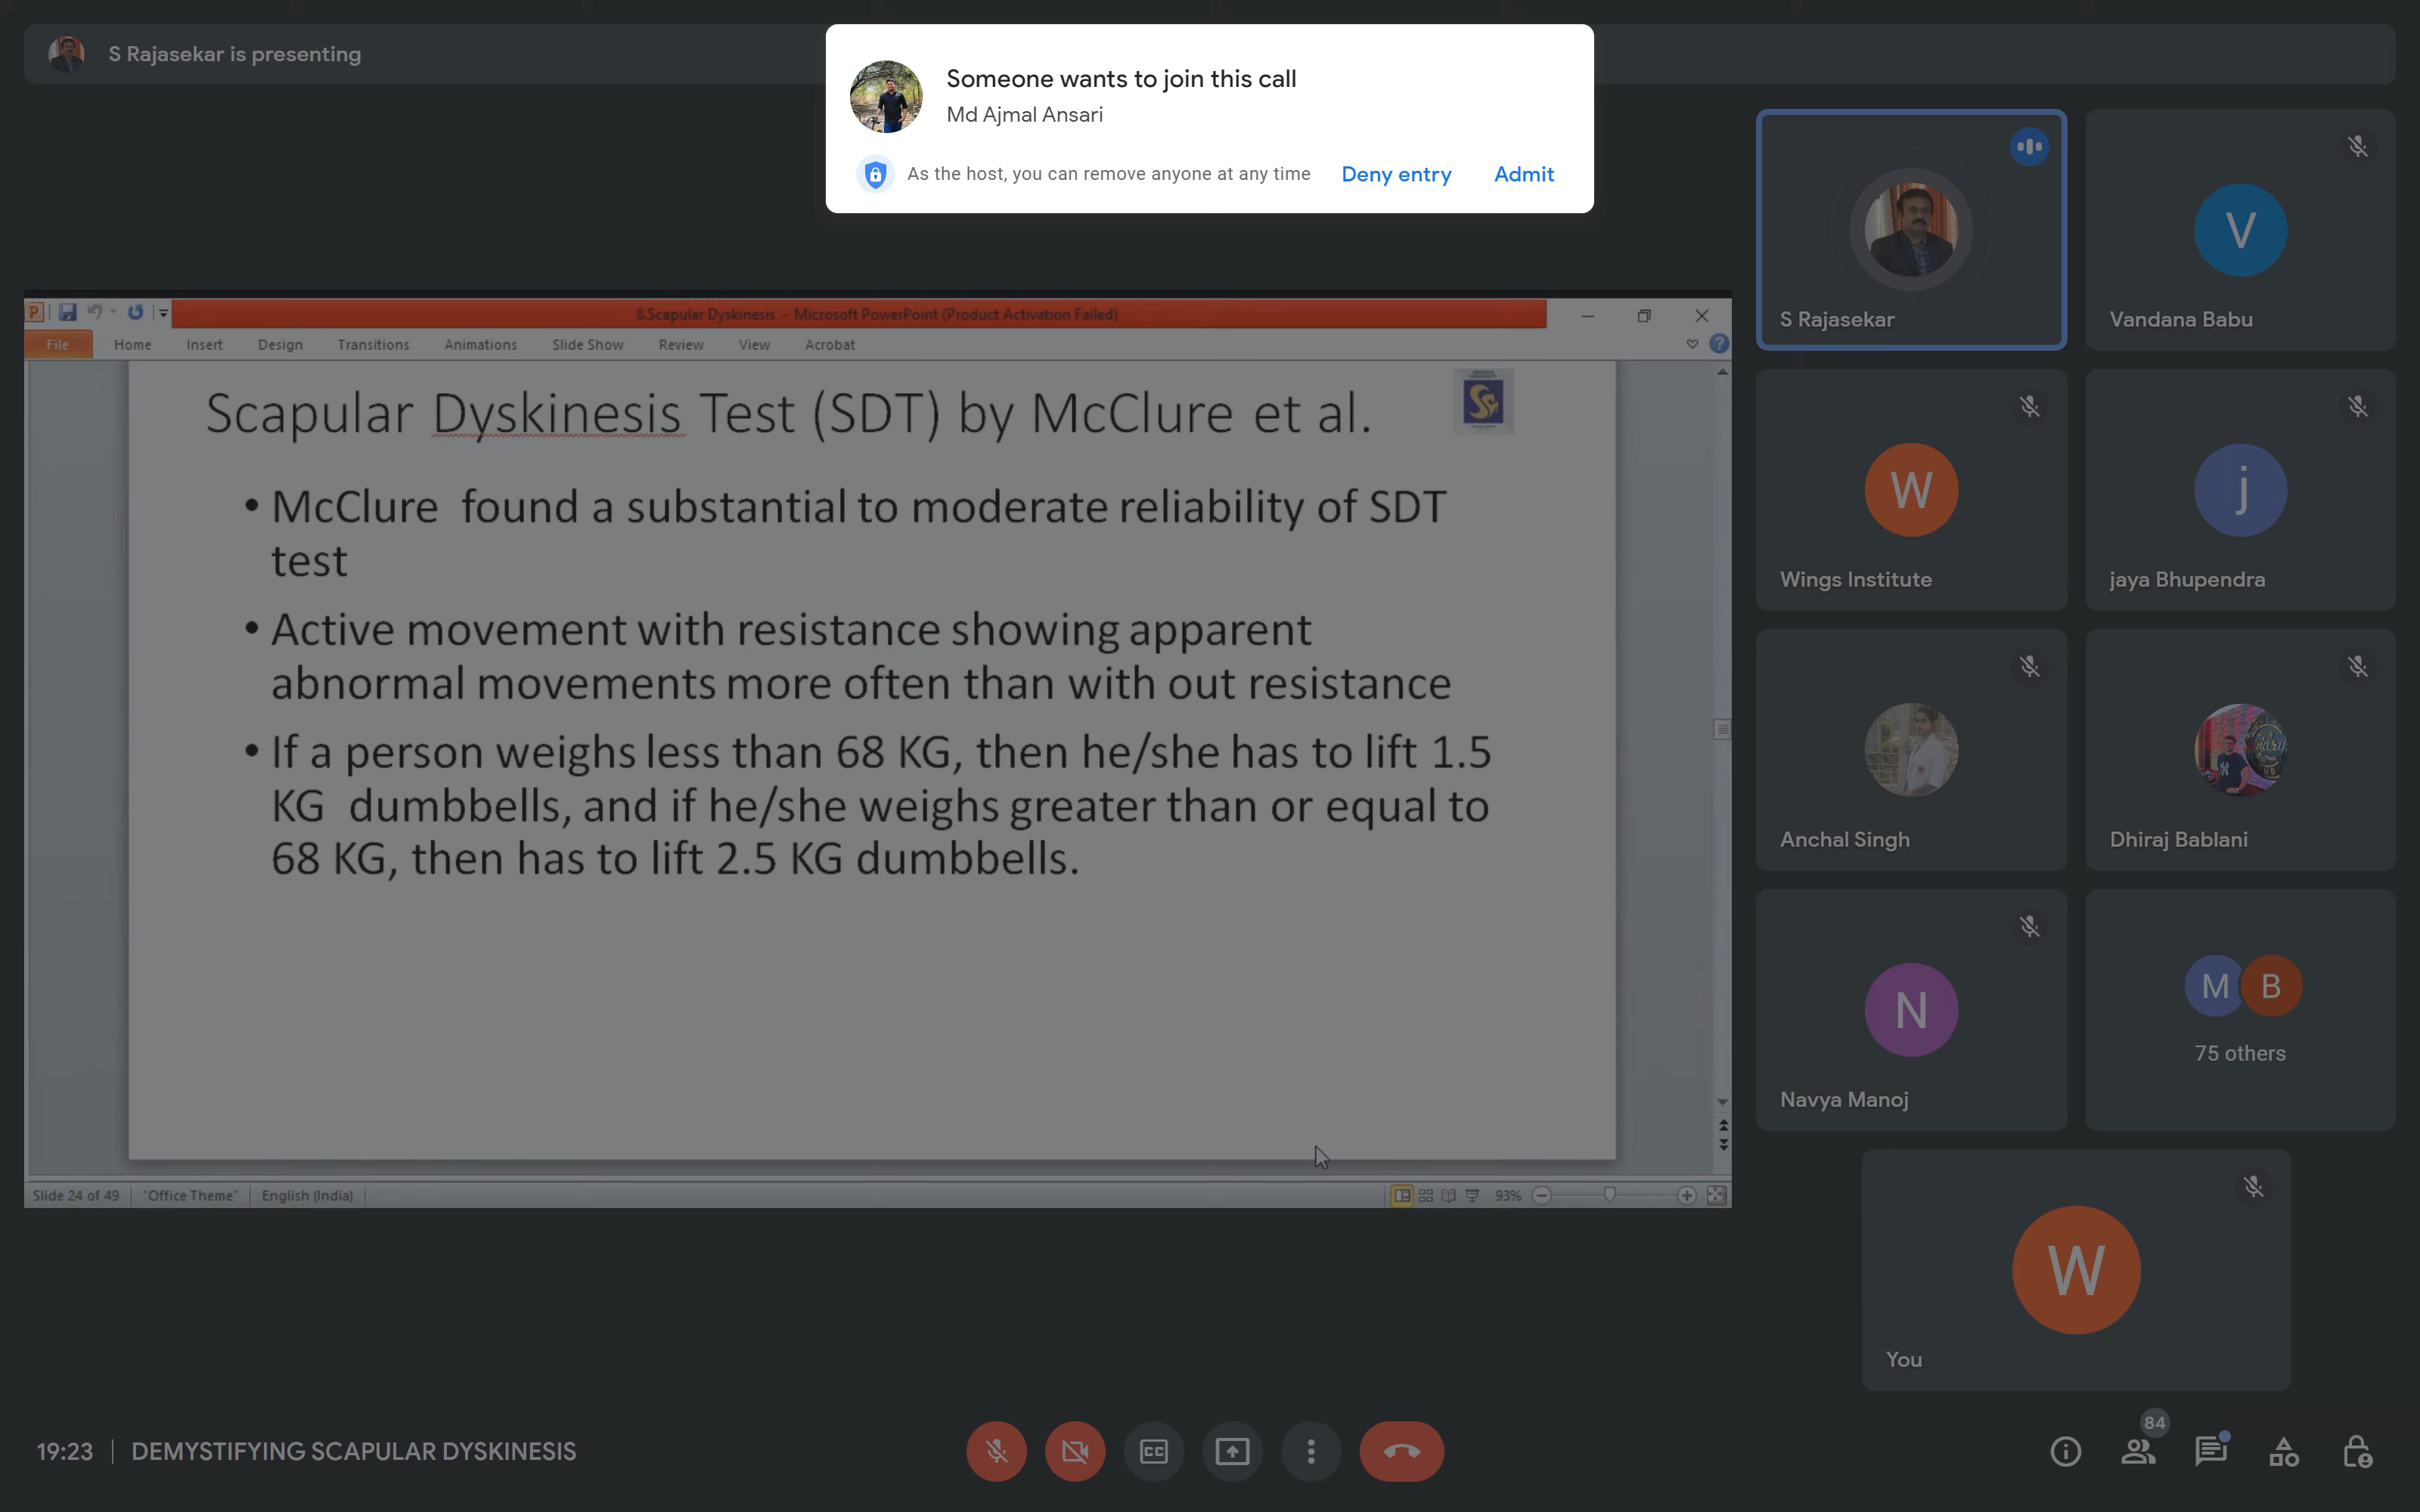 S Rajasekar is presenting
Someone wants to join this call
Md Ajmal Ansari
As the host, you can remove anyone at any time
Deny entry
Admit
8.Scapular Dyskinesis - Microsoft PowerPoint (Product Activation Failed)
File Home Insert Design Transitions Animations Slide Show Review View Acrobat
Scapular Dyskinesis Test (SDT) by McClure et al.
• McClure found a substantial to moderate reliability of SDT
test
• Active movement with resistance showing apparent
abnormal movements more often than with out resistance
• If a person weighs less than 68 KG, then he/she has to lift 1.5
KG dumbbells, and if he/she weighs greater than or equal to
68 KG, then has to lift 2.5 KG dumbbells.
Slide 24 of 49 "Office Theme" English (India) 93%
S Rajasekar
V
Vandana Babu
W
Wings Institute
j
jaya Bhupendra
Anchal Singh
Dhiraj Bablani
N
Navya Manoj
M B
75 others
W
You
19:23 | DEMYSTIFYING SCAPULAR DYSKINESIS
CC
84